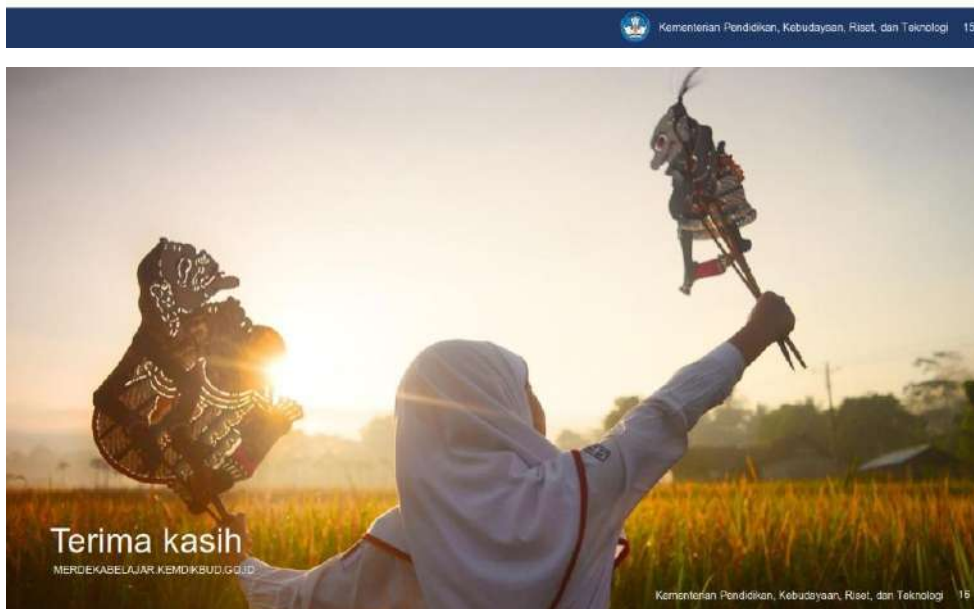 Kementerian Pendidikan, Kebudayaan, Riset, dan Teknologi 15
Terima kasih
MERDEKABELAJAR.KEMDIKBUD.GO.ID
Kementerian Pendidikan, Kebudayaan, Riset, dan Teknologi 16